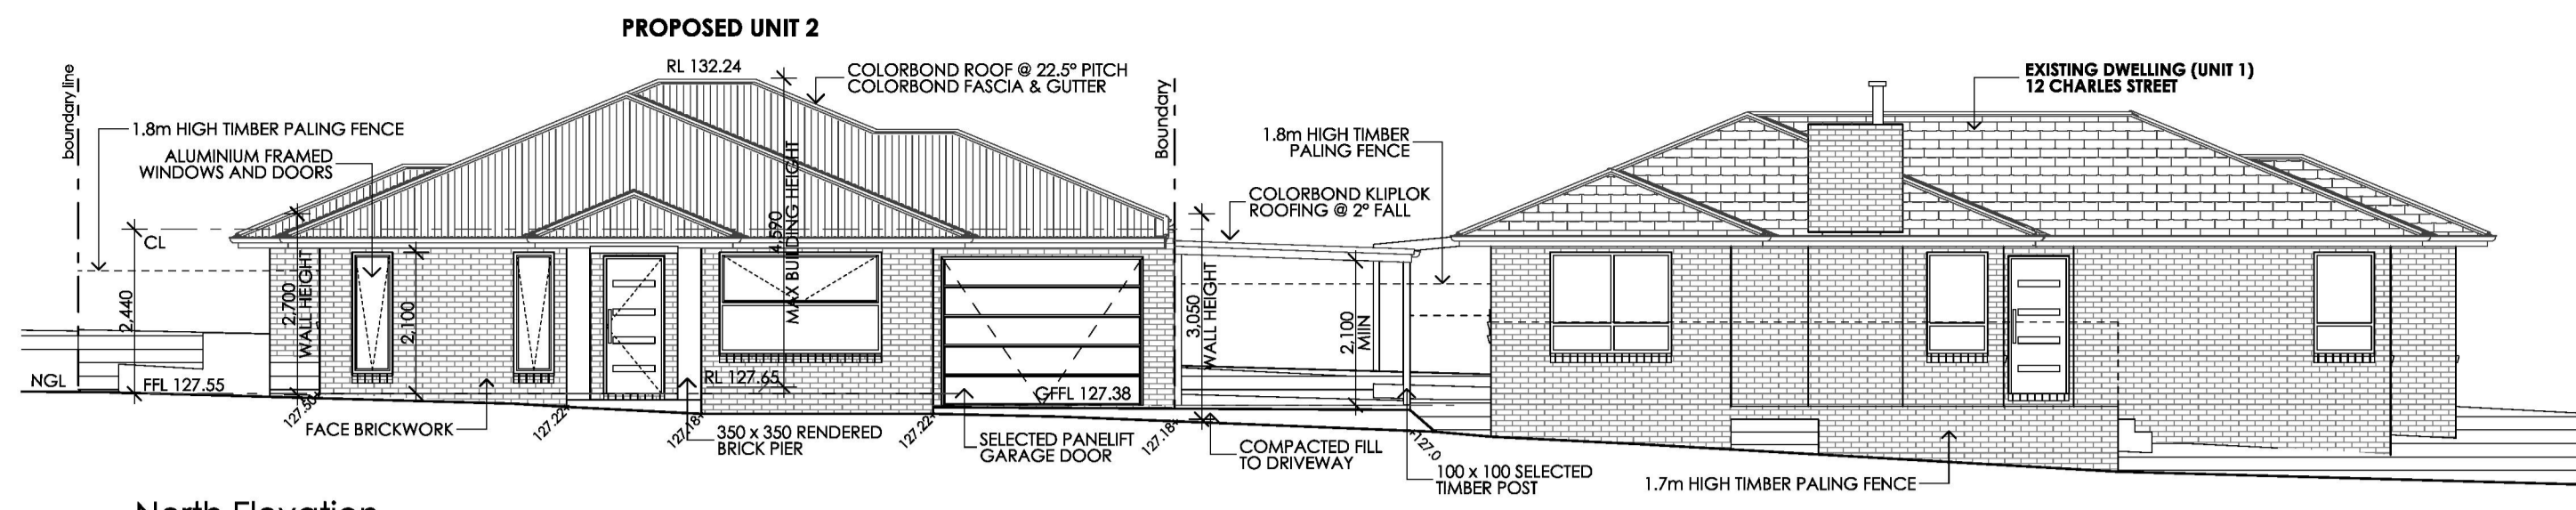 PROPOSED UNIT 2
boundary line
RL 132.24
COLORBOND ROOF @ 22.5° PITCH
COLORBOND FASCIA & GUTTER
Boundary
EXISTING DWELLING (UNIT 1)
12 CHARLES STREET
1.8m HIGH TIMBER PALING FENCE
ALUMINIUM FRAMED
WINDOWS AND DOORS
1.8m HIGH TIMBER
PALING FENCE
COLORBOND KLIPLOK
ROOFING @ 2° FALL
CL
2,440
2,700
WALL HEIGHT
2,100
4,590
MAX BUILDING HEIGHT
3,050
WALL HEIGHT
2,100
MIIN
NGL
FFL 127.55
RL 127.65
GFFL 127.38
127.50
127.22
127.18
127.22
127.18
127.0
FACE BRICKWORK
350 x 350 RENDERED
BRICK PIER
SELECTED PANELIFT
GARAGE DOOR
COMPACTED FILL
TO DRIVEWAY
100 x 100 SELECTED
TIMBER POST
1.7m HIGH TIMBER PALING FENCE
North Elevation